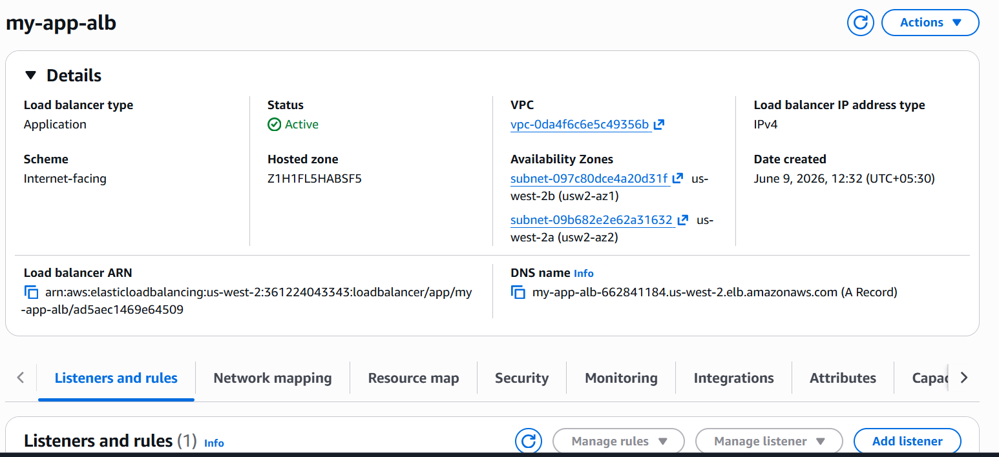 my-app-alb
Actions
Details
Load balancer type
Application
Status
Active
VPC
vpc-0da4f6c6e5c49356b
Load balancer IP address type
IPv4
Scheme
Internet-facing
Hosted zone
Z1H1FL5HABSF5
Availability Zones
subnet-097c80dce4a20d31f us-
west-2b (usw2-az1)
subnet-09b682e2e62a31632 us-
west-2a (usw2-az2)
Date created
June 9, 2026, 12:32 (UTC+05:30)
Load balancer ARN
arn:aws:elasticloadbalancing:us-west-2:361224043343:loadbalancer/app/my
-app-alb/ad5aec1469e64509
DNS name Info
my-app-alb-662841184.us-west-2.elb.amazonaws.com (A Record)
Listeners and rules
Network mapping
Resource map
Security
Monitoring
Integrations
Attributes
Capac
Listeners and rules (1) Info
Manage rules
Manage listener
Add listener